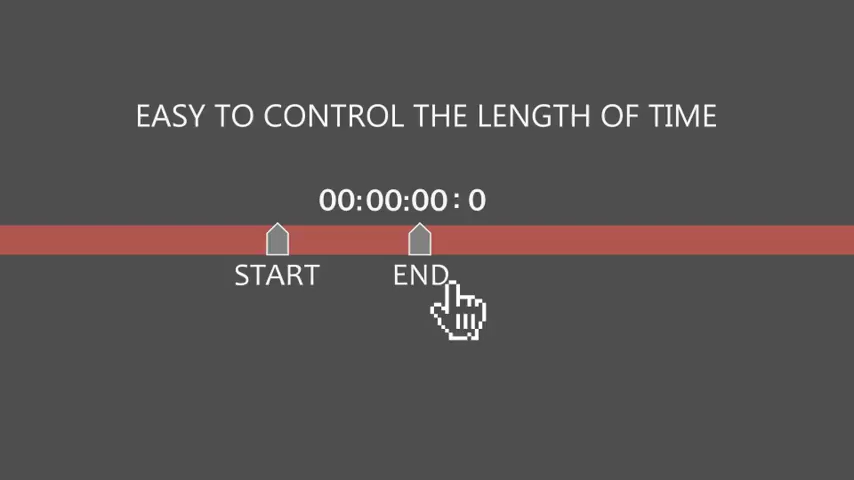 EASY TO CONTROL THE LENGTH OF TIME
00:00:00:0
START END